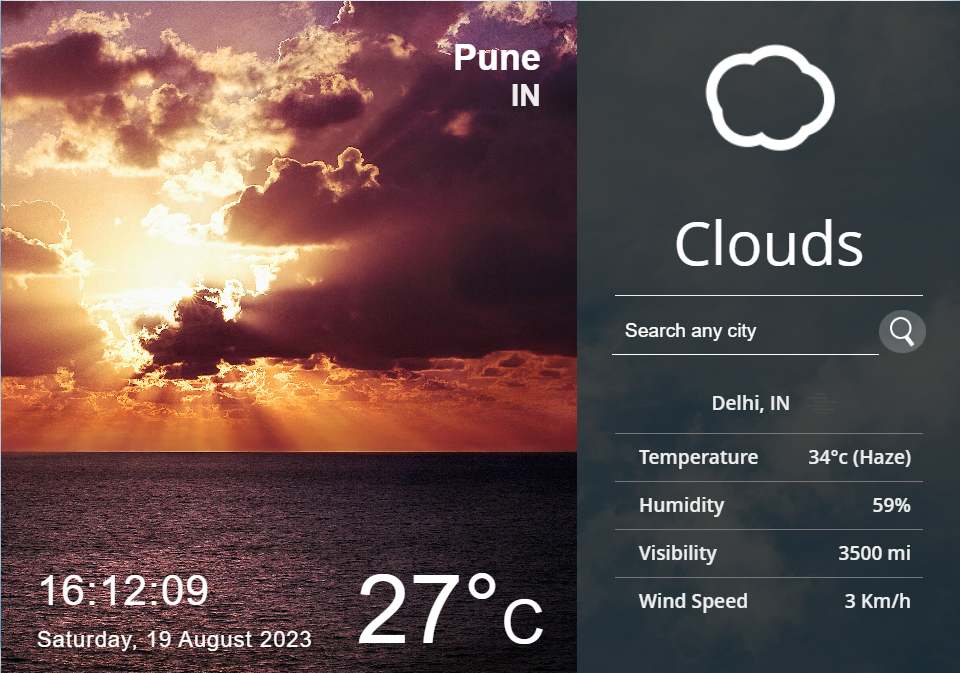 Pune
IN
16:12:09
Saturday, 19 August 2023
27°C
Clouds
Search any city
Delhi, IN
Temperature 34°c (Haze)
Humidity 59%
Visibility 3500 mi
Wind Speed 3 Km/h